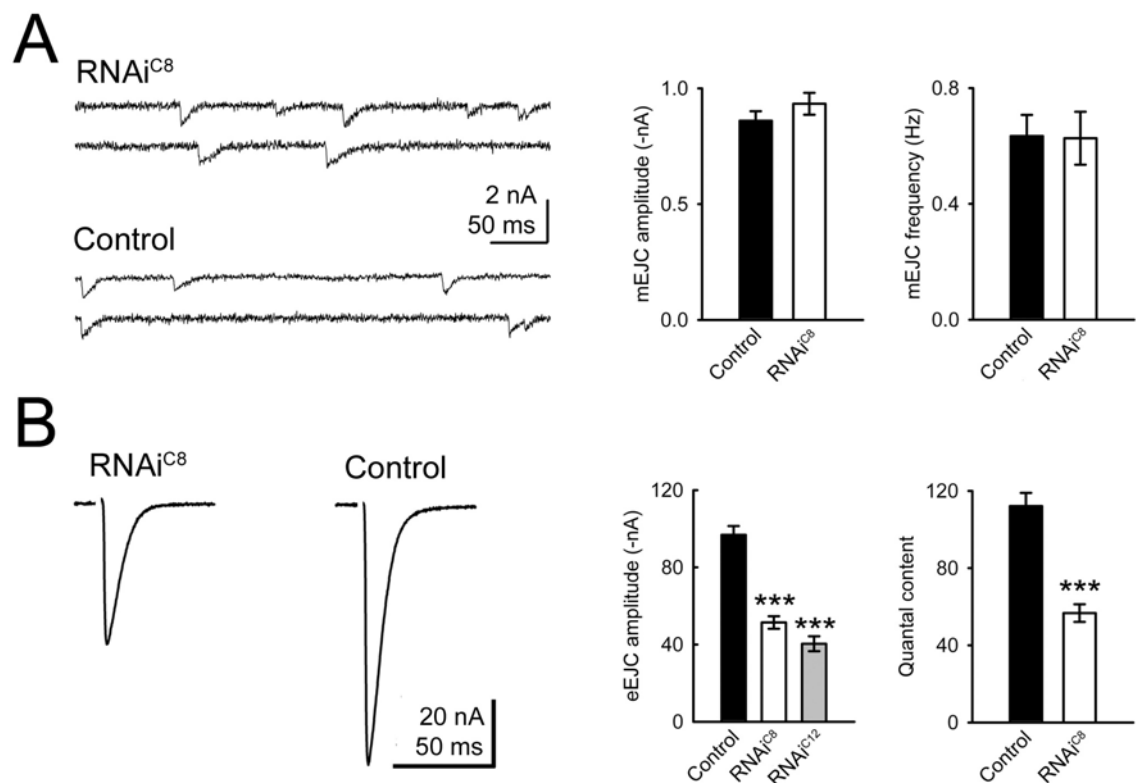 A
RNAi^C8
2 nA
50 ms
Control
mEJC amplitude (-nA)
1.0
0.5
0.0
Control
RNAi^C8
mEJC frequency (Hz)
0.8
0.4
0.0
Control
RNAi^C8
B
RNAi^C8
Control
20 nA
50 ms
eEJC amplitude (-nA)
120
80
40
0
***
***
Control
RNAi^C8
RNAi^C12
Quantal content
120
80
40
0
***
Control
RNAi^C8